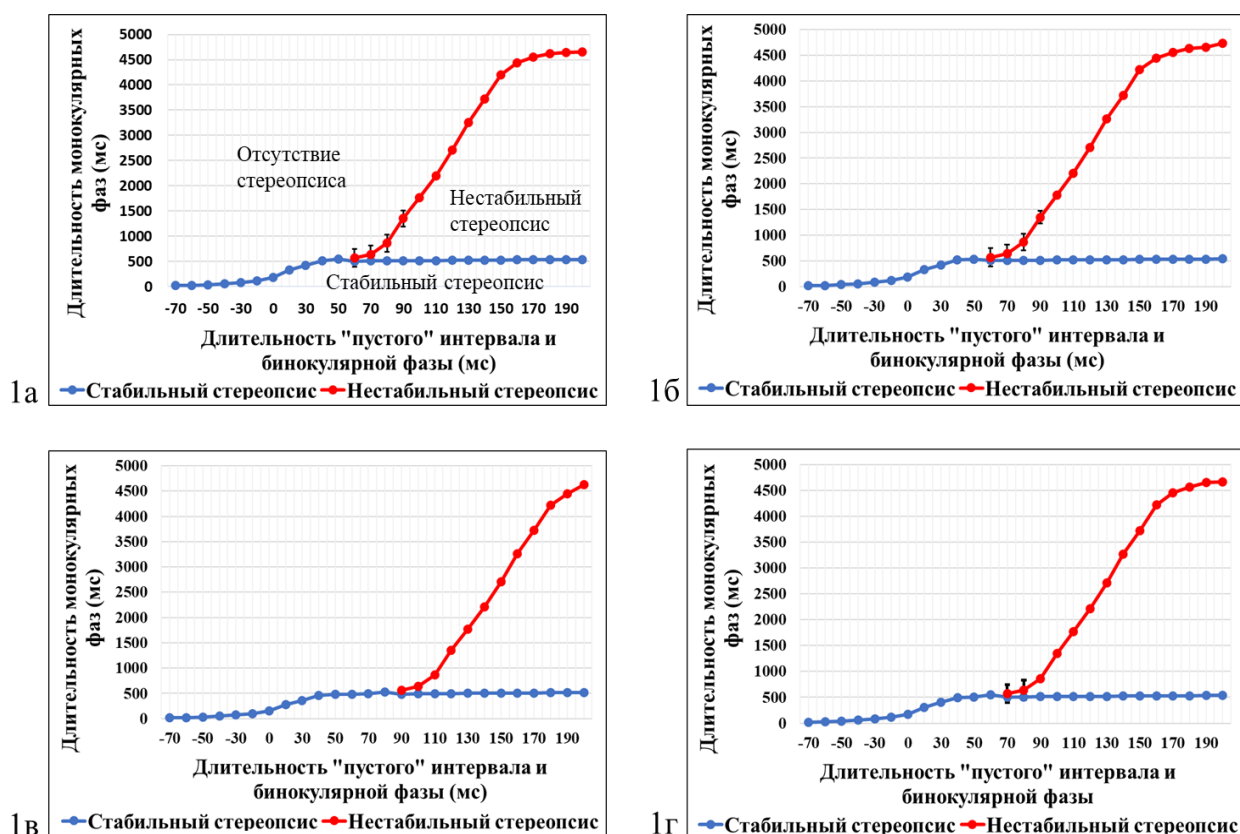 5000
4500
4000
3500
3000
2500
2000
1500
1000
500
0
Длительность монокулярных
фаз (мс)
Отсутствие
стереопсиса
Нестабильный
стереопсис
Стабильный стереопсис
-70 -50 -30 0 30 50 70 90 110 130 150 170 190
Длительность "пустого" интервала и
бинокулярной фазы (мс)
Стабильный стереопсис Нестабильный стереопсис
1а
5000
4500
4000
3500
3000
2500
2000
1500
1000
500
0
Длительность монокулярных
фаз (мс)
-70 -50 -30 0 30 50 70 90 110 130 150 170 190
Длительность "пустого" интервала и
бинокулярной фазы (мс)
Стабильный стереопсис Нестабильный стереопсис
1б
5000
4500
4000
3500
3000
2500
2000
1500
1000
500
0
Длительность монокулярных
фаз (мс)
-70 -50 -30 0 30 50 70 90 110 130 150 170 190
Длительность "пустого" интервала и
бинокулярной фазы (мс)
Стабильный стереопсис Нестабильный стереопсис
1в
5000
4500
4000
3500
3000
2500
2000
1500
1000
500
0
Длительность монокулярных
фаз (мс)
-70 -50 -30 0 30 50 70 90 110 130 150 170 190
Длительность "пустого" интервала и
бинокулярной фазы
Стабильный стереопсис Нестабильный стереопсис
1г